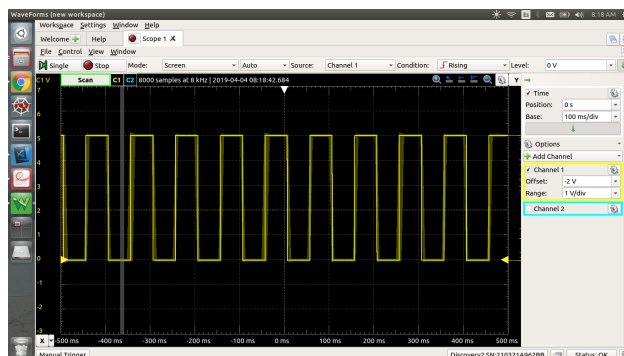 WaveForms (new workspace)
Es
8:18 AM
Workspace Settings Window Help
Welcome Help Scope 1 X
File Control View Window
Single Stop Mode: Screen Auto Source: Channel 1 Condition: Rising Level: 0 V
C1 V Scan C1 C2 8000 samples at 8 kHz | 2019-04-04 08:18:42.684 Y
7
6
5
4
3
2
1
0
-1
-2
-3
X -500 ms -400 ms -300 ms -200 ms -100 ms 0 ms 100 ms 200 ms 300 ms 400 ms 500 ms
Time
Position: 0 s
Base: 100 ms/div
Options
Add Channel
Channel 1
Offset: -2 V
Range: 1 V/div
Channel 2
Manual Trigger Discovery2 SN:210321A962BB Status: OK